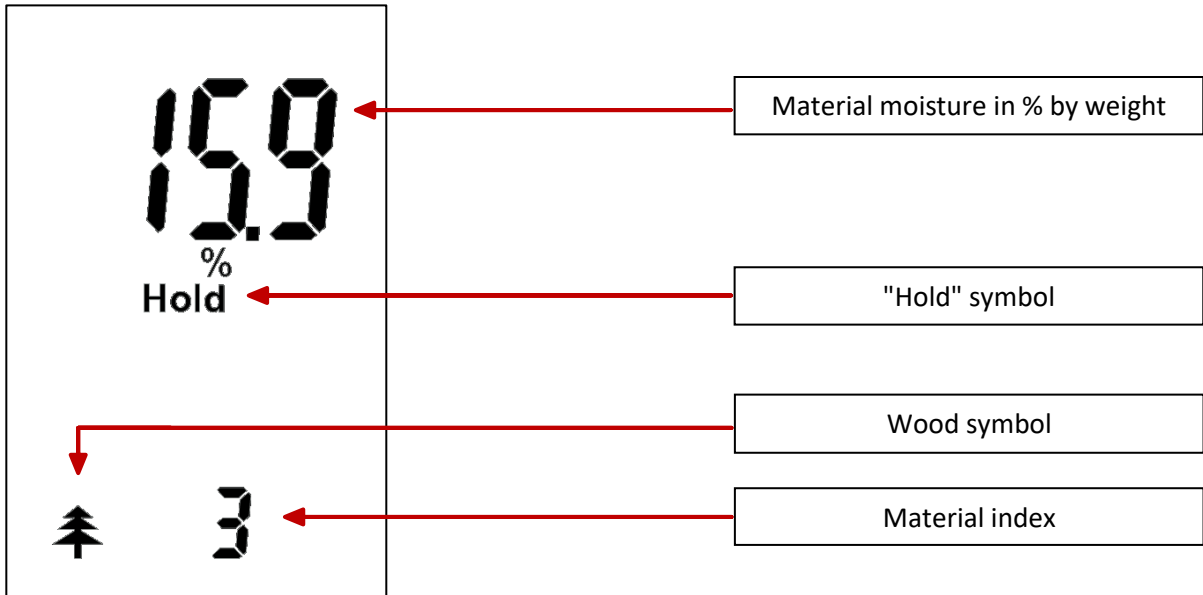 15.9
Material moisture in % by weight
%
Hold
"Hold" symbol
Wood symbol
3
Material index